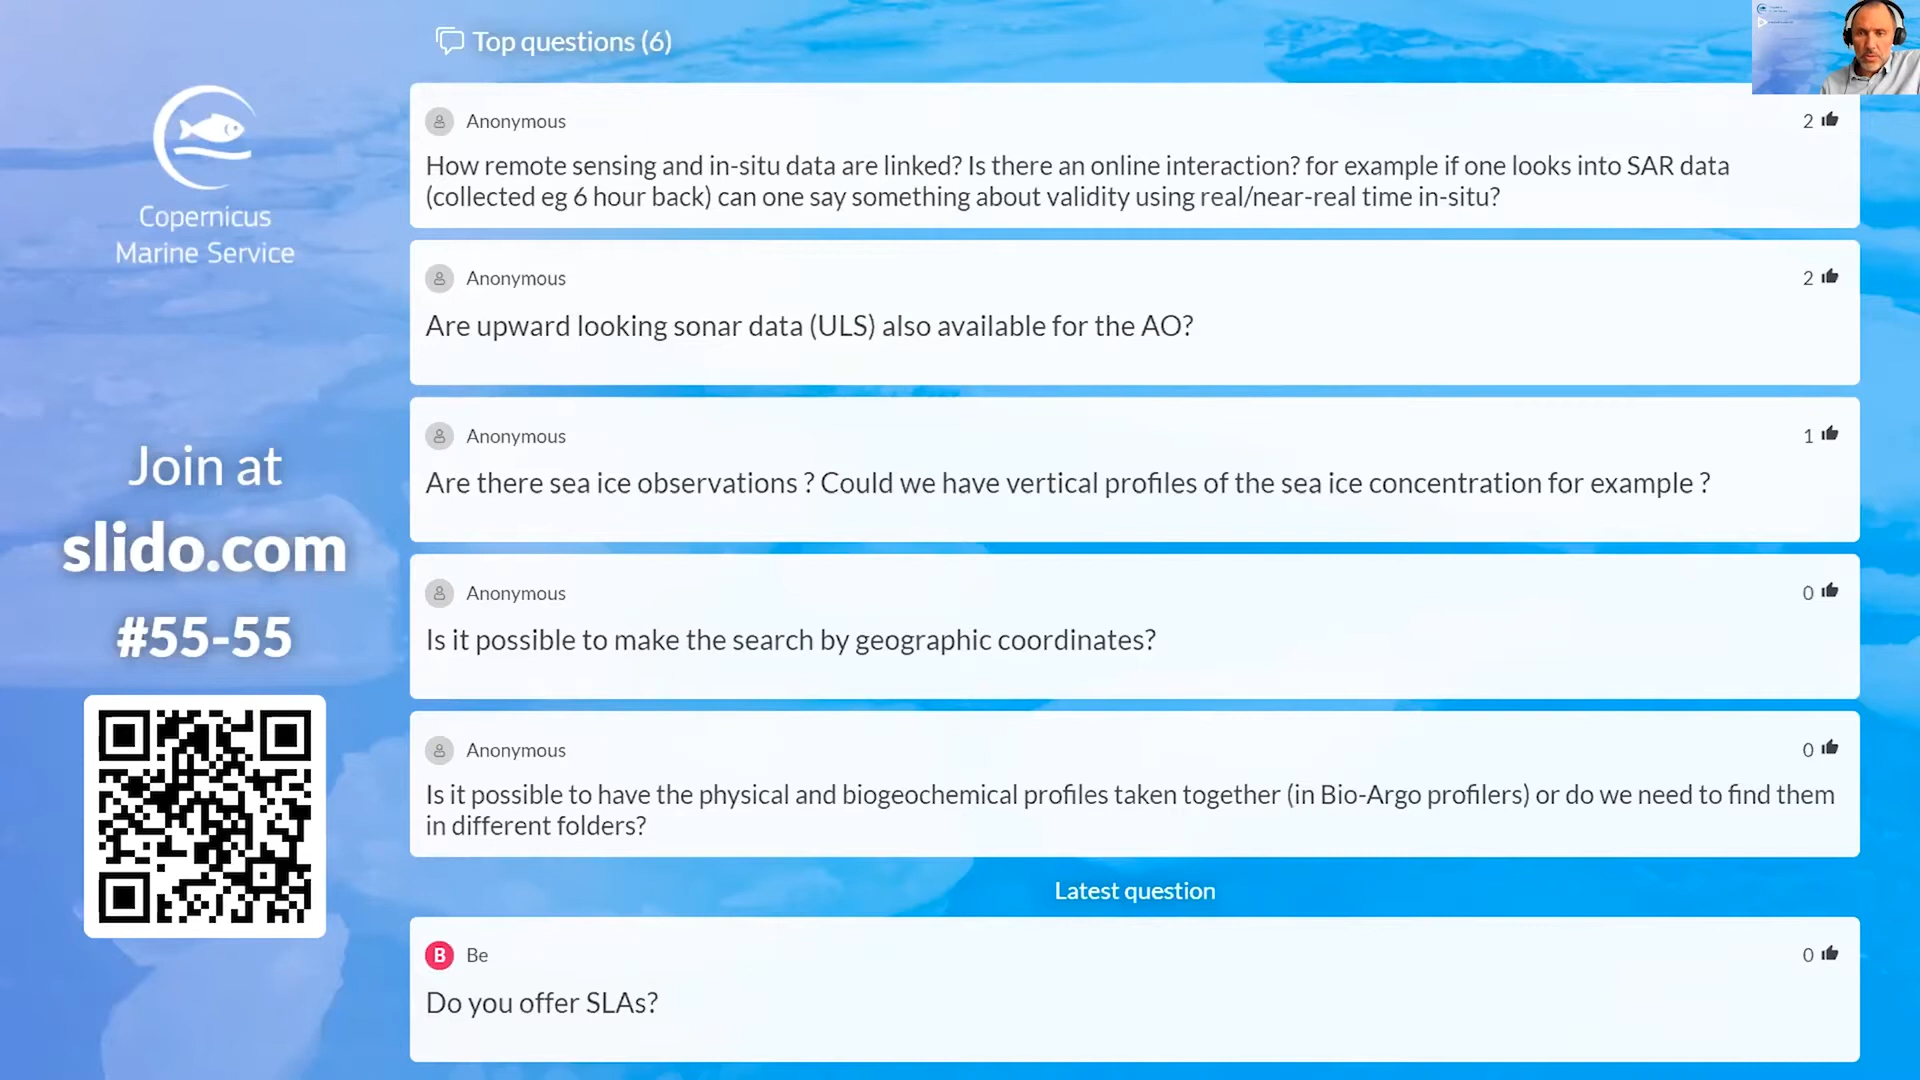 Top questions (6)
Copernicus
Marine Service
Join at
slido.com
#55-55
Anonymous
2
How remote sensing and in-situ data are linked? Is there an online interaction? for example if one looks into SAR data
(collected eg 6 hour back) can one say something about validity using real/near-real time in-situ?
Anonymous
2
Are upward looking sonar data (ULS) also available for the AO?
Anonymous
1
Are there sea ice observations ? Could we have vertical profiles of the sea ice concentration for example ?
Anonymous
0
Is it possible to make the search by geographic coordinates?
Anonymous
0
Is it possible to have the physical and biogeochemical profiles taken together (in Bio-Argo profilers) or do we need to find them
in different folders?
Latest question
B
Be
0
Do you offer SLAs?